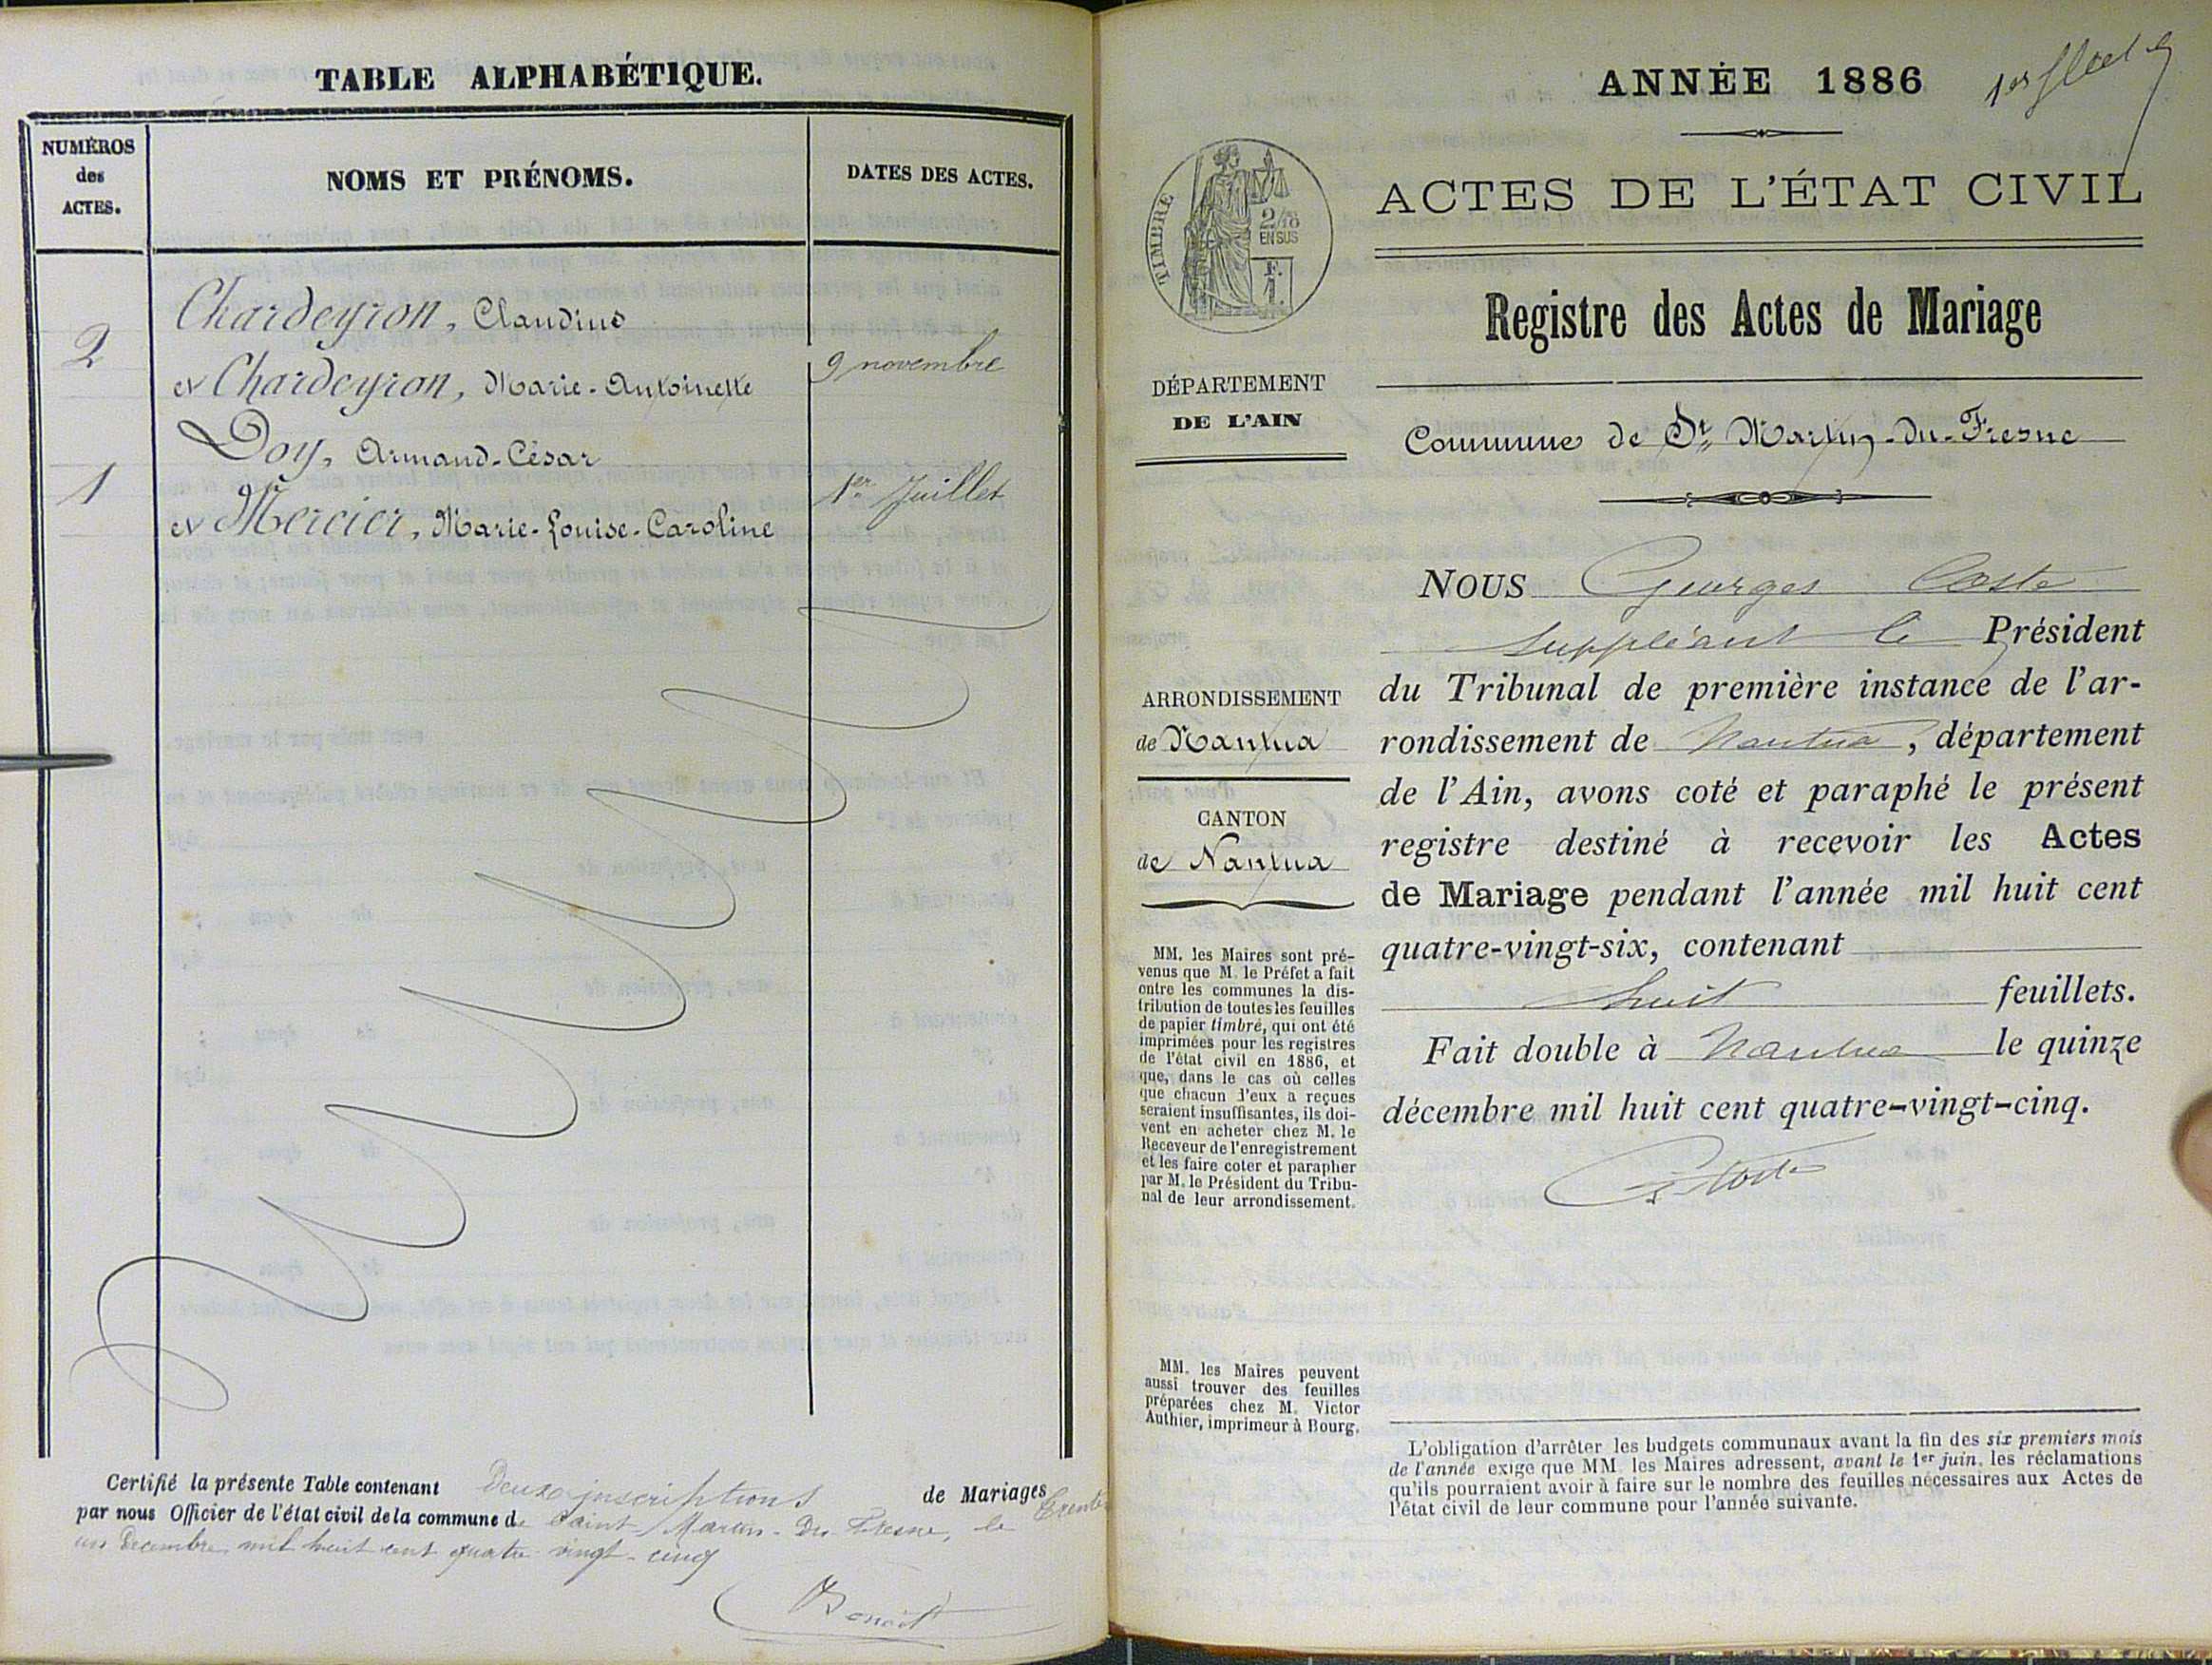 TABLE ALPHABÉTIQUE.
NUMÉROS
des
ACTES.
NOMS ET PRÉNOMS.
DATES DES ACTES.
Chardeyron, Claudius
2
et Chardeyron, Marie-Antoinette
9 novembre
Doy, Armand-César
1
1er Juillet
et Mercier, Marie-Louise-Caroline
Certifié la présente Table contenant Deux inscriptions de Mariages
par nous Officier de l'état civil de la commune de Saint Martin-Du Fresne, le Trente
un Décembre mil huit cent quatre vingt-cinq
Benoit
ANNÉE 1886
1er
ACTES DE L'ÉTAT CIVIL
TIMBRE
2/10
EN SUS
F.
1.
Registre des Actes de Mariage
DÉPARTEMENT
DE L'AIN
Commune de St Martin-du-Fresne
NOUS Georges Coste
suppléant le Président
du Tribunal de première instance de l'ar-
rondissement de Nantua, département
de l'Ain, avons coté et paraphé le présent
registre destiné à recevoir les Actes
de Mariage pendant l'année mil huit cent
quatre-vingt-six, contenant
huit feuillets.
Fait double à Nantua le quinze
décembre mil huit cent quatre-vingt-cinq.
G. Coste
ARRONDISSEMENT
de Nantua
CANTON
de Nantua
MM. les Maires sont pré-
venus que M. le Préfet a fait
entre les communes la dis-
tribution de toutes les feuilles
de papier timbré, qui ont été
imprimées pour les registres
de l'état civil en 1886, et
que, dans le cas où celles
que chacun d'eux a reçues
seraient insuffisantes, ils doi-
vent en acheter chez M. le
Receveur de l'enregistrement
et les faire coter et parapher
par M. le Président du Tribu-
nal de leur arrondissement.
MM. les Maires peuvent
aussi trouver des feuilles
préparées chez M. Victor
Authier, imprimeur à Bourg.
L'obligation d'arrêter les budgets communaux avant la fin des six premiers mois
de l'année exige que MM. les Maires adressent, avant le 1er juin, les réclamations
qu'ils pourraient avoir à faire sur le nombre des feuilles nécessaires aux Actes de
l'état civil de leur commune pour l'année suivante.